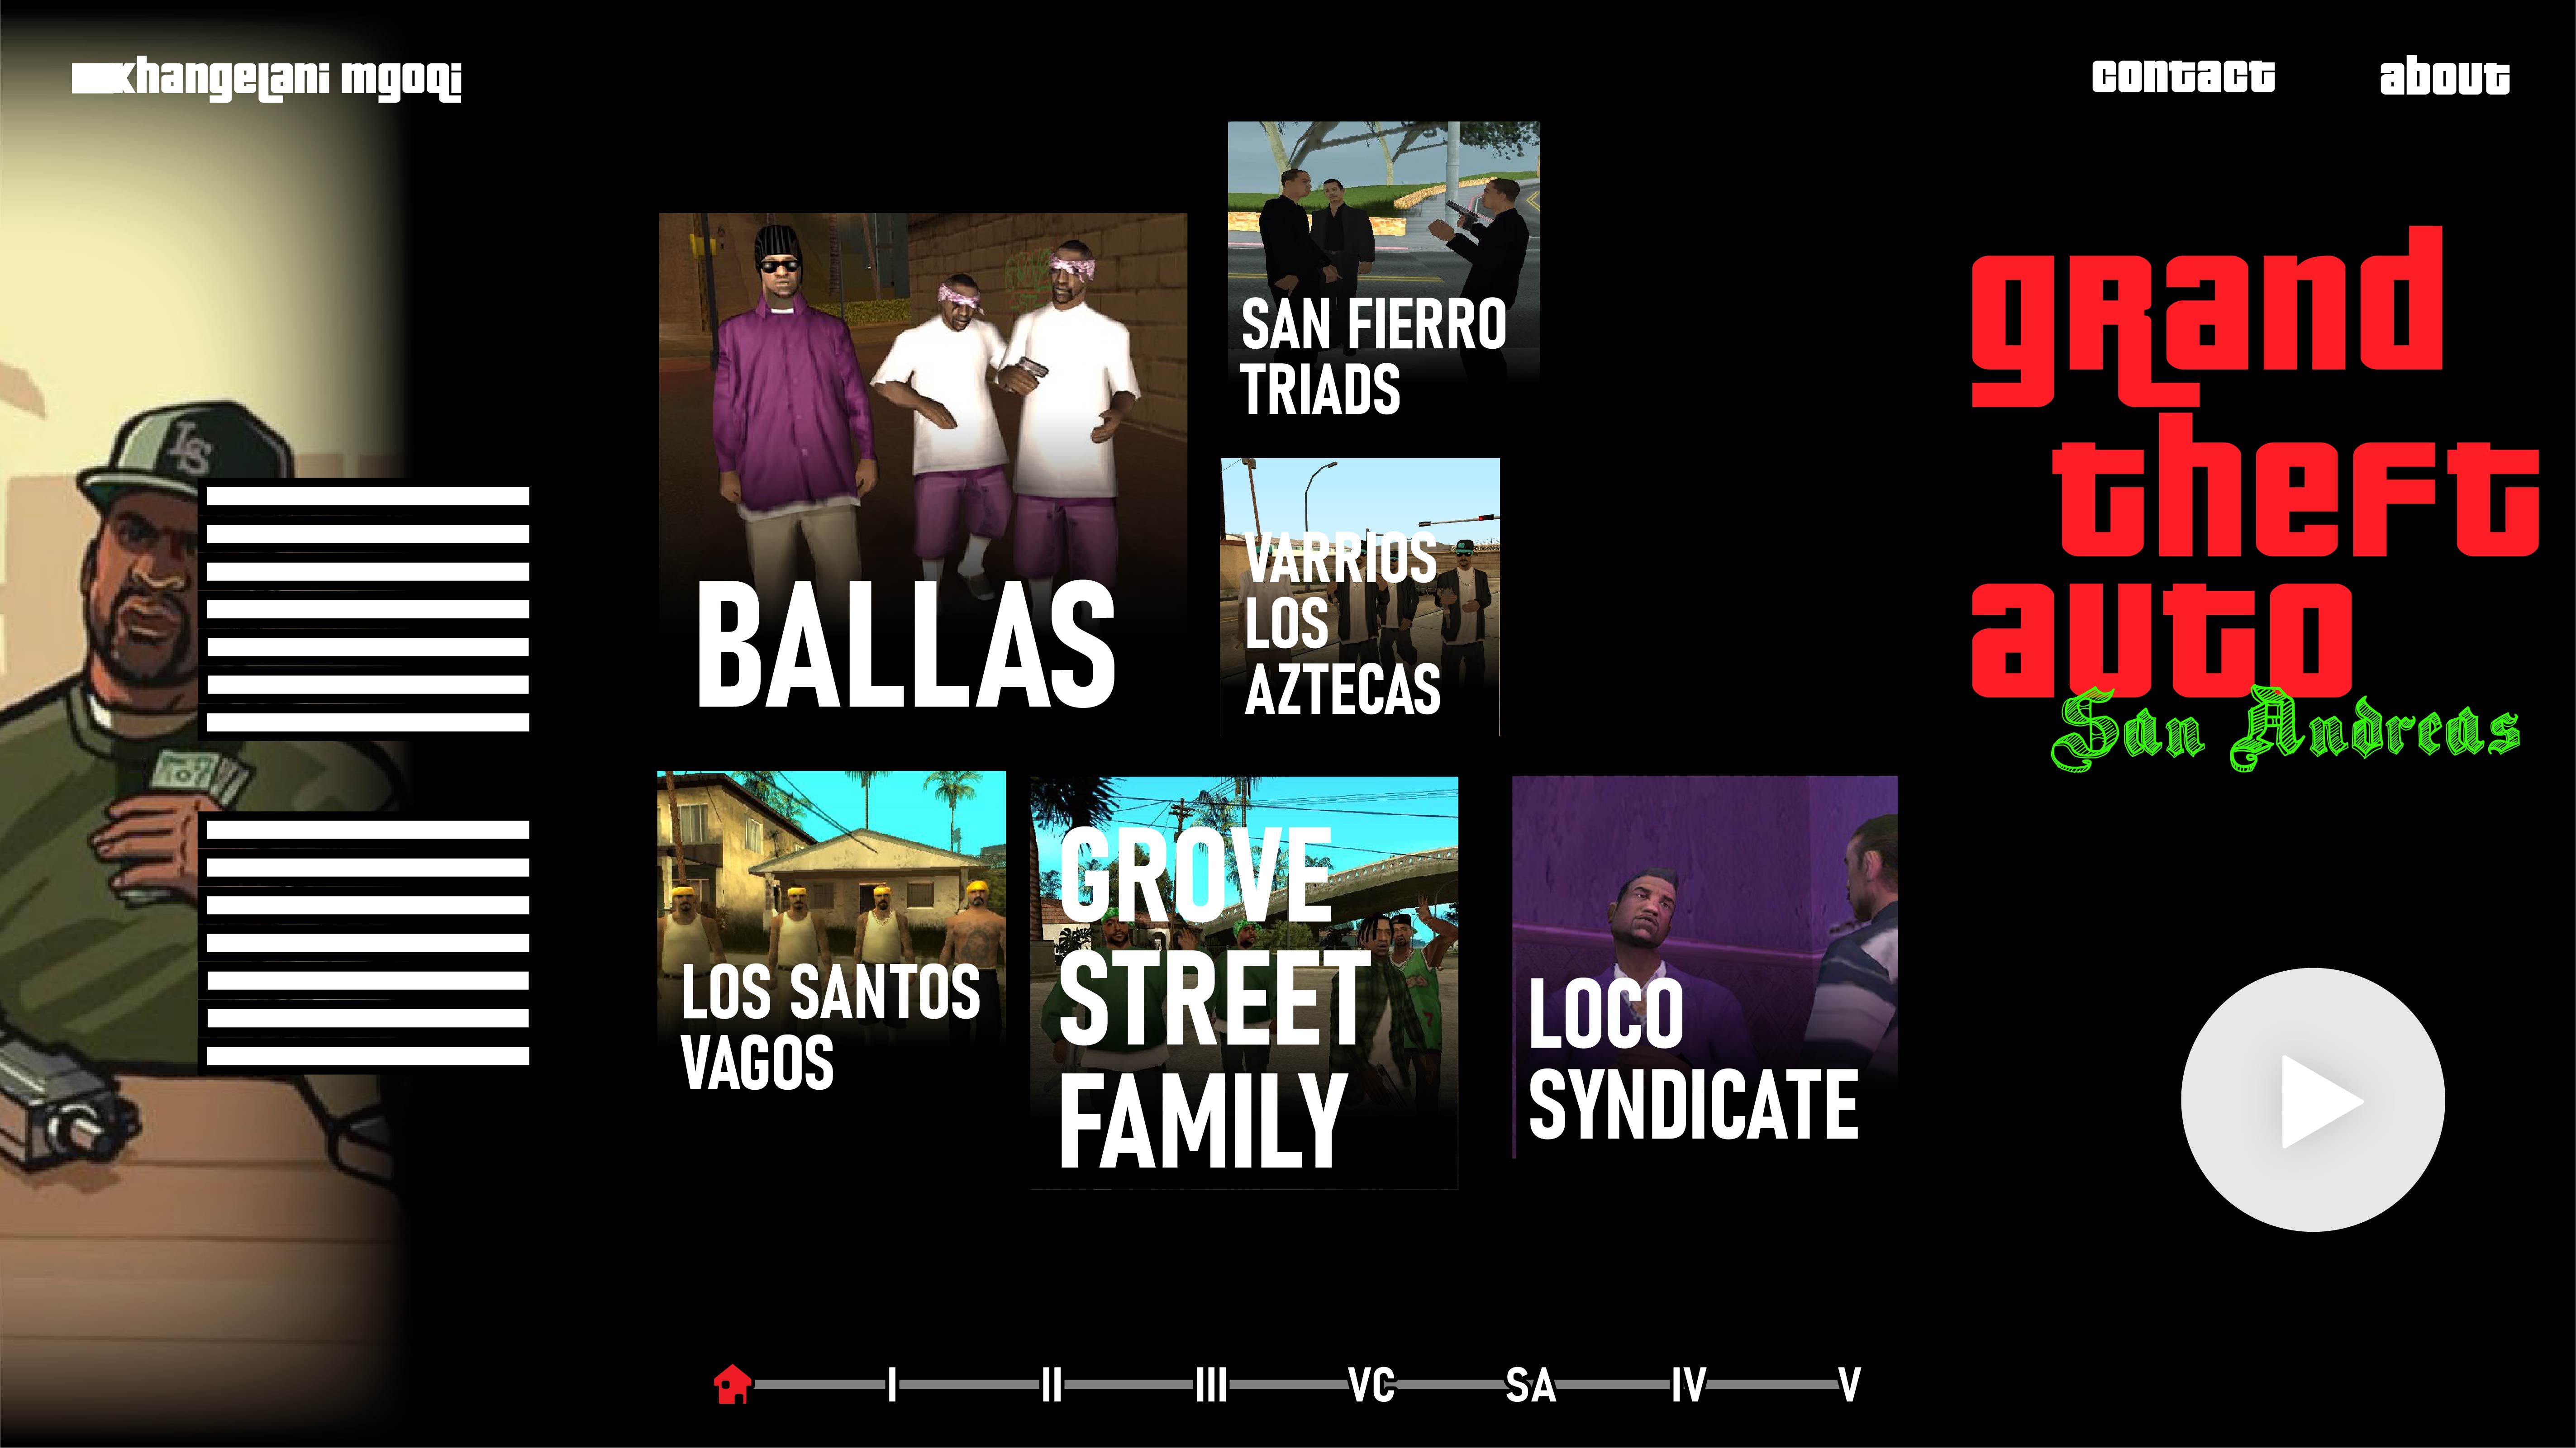 khangelani mgoqi
contact
about
SAN FIERRO
TRIADS
BALLAS
VARRIOS
LOS
AZTECAS
LOS SANTOS
VAGOS
GROVE
STREET
FAMILY
LOCO
SYNDICATE
grand
theft
auto
San Andreas
LS
I
II
III
VC
SA
IV
V